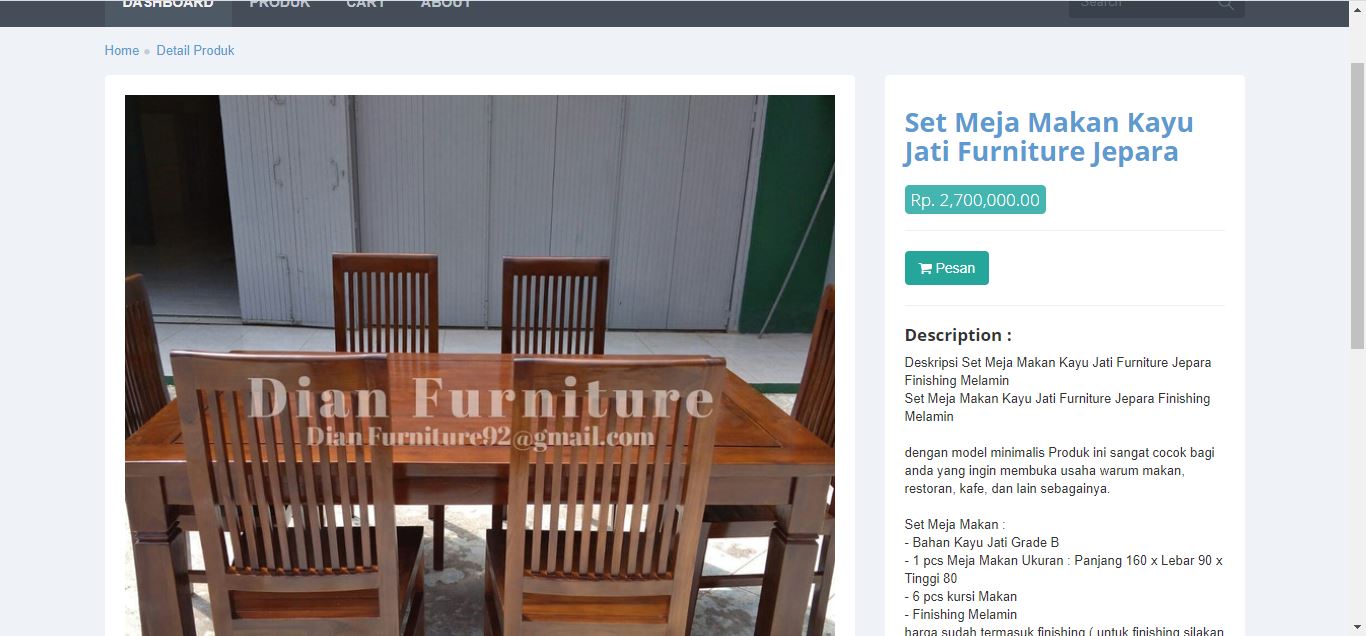 DASHBOARD PRODUK CART ABOUT Search
Home Detail Produk
Dian Furniture
Dian Furniture92@gmail.com
Set Meja Makan Kayu
Jati Furniture Jepara
Rp. 2,700,000.00
Pesan
Description :
Deskripsi Set Meja Makan Kayu Jati Furniture Jepara
Finishing Melamin
Set Meja Makan Kayu Jati Furniture Jepara Finishing
Melamin
dengan model minimalis Produk ini sangat cocok bagi
anda yang ingin membuka usaha warum makan,
restoran, kafe, dan lain sebagainya.
Set Meja Makan :
- Bahan Kayu Jati Grade B
- 1 pcs Meja Makan Ukuran : Panjang 160 x Lebar 90 x
Tinggi 80
- 6 pcs kursi Makan
- Finishing Melamin
harga sudah termasuk finishing ( untuk finishing silakan